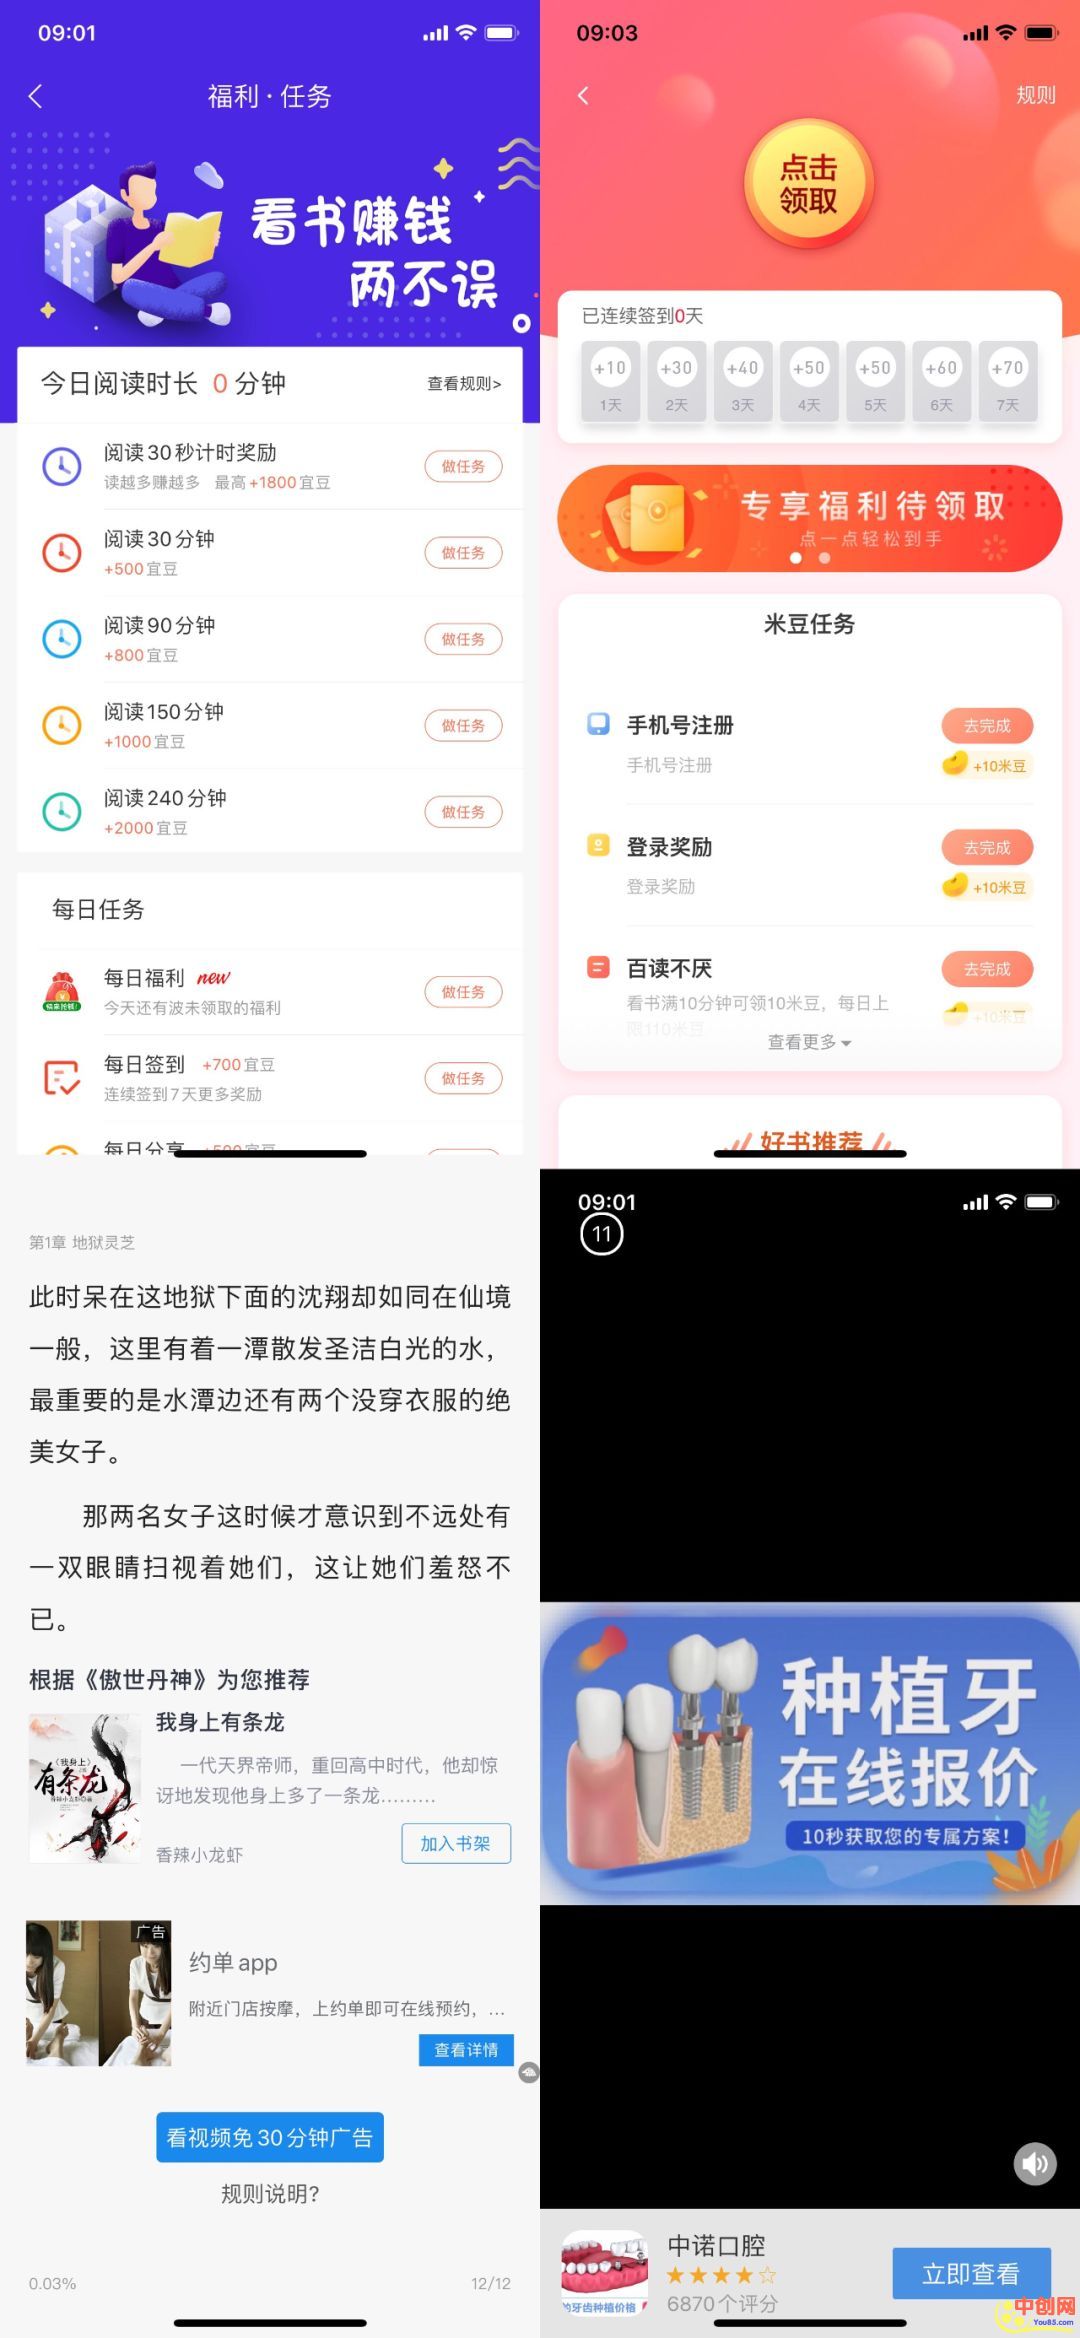 09:01
福利·任务
看书赚钱
两不误
今日阅读时长 0 分钟
查看规则>
阅读30秒计时奖励
读越多赚越多 最高+1800宜豆
做任务
阅读30分钟
+500宜豆
做任务
阅读90分钟
+800宜豆
做任务
阅读150分钟
+1000宜豆
做任务
阅读240分钟
+2000宜豆
做任务
每日任务
每日福利 new
今天还有波未领取的福利
做任务
每日签到 +700宜豆
连续签到7天更多奖励
做任务
每日分享 +500宜豆
09:03
规则
点击
领取
已连续签到0天
+10 +30 +40 +50 +50 +60 +70
1天 2天 3天 4天 5天 6天 7天
专享福利待领取
点一点轻松到手
米豆任务
手机号注册
去完成
手机号注册
+10米豆
登录奖励
去完成
登录奖励
+10米豆
百读不厌
去完成
看书满10分钟可领10米豆，每日上
限110米豆
+10米豆
查看更多
好书推荐
第1章 地狱灵芝
此时呆在这地狱下面的沈翔却如同在仙境
一般，这里有着一潭散发圣洁白光的水，
最重要的是水潭边还有两个没穿衣服的绝
美女子。
那两名女子这时候才意识到不远处有
一双眼睛扫视着她们，这让她们羞怒不
已。
根据《傲世丹神》为您推荐
我身上有条龙
《我身上》
有条龙
一代天界帝师，重回高中时代，他却惊
讶地发现他身上多了一条龙………
香辣小龙虾
加入书架
广告
约单app
附近门店按摩，上约单即可在线预约，…
查看详情
看视频免30分钟广告
规则说明?
0.03%
12/12
09:01
11
种植牙
在线报价
10秒获取您的专属方案!
中诺口腔
6870个评分
立即查看
的牙齿种植价格
中创网
You85.com